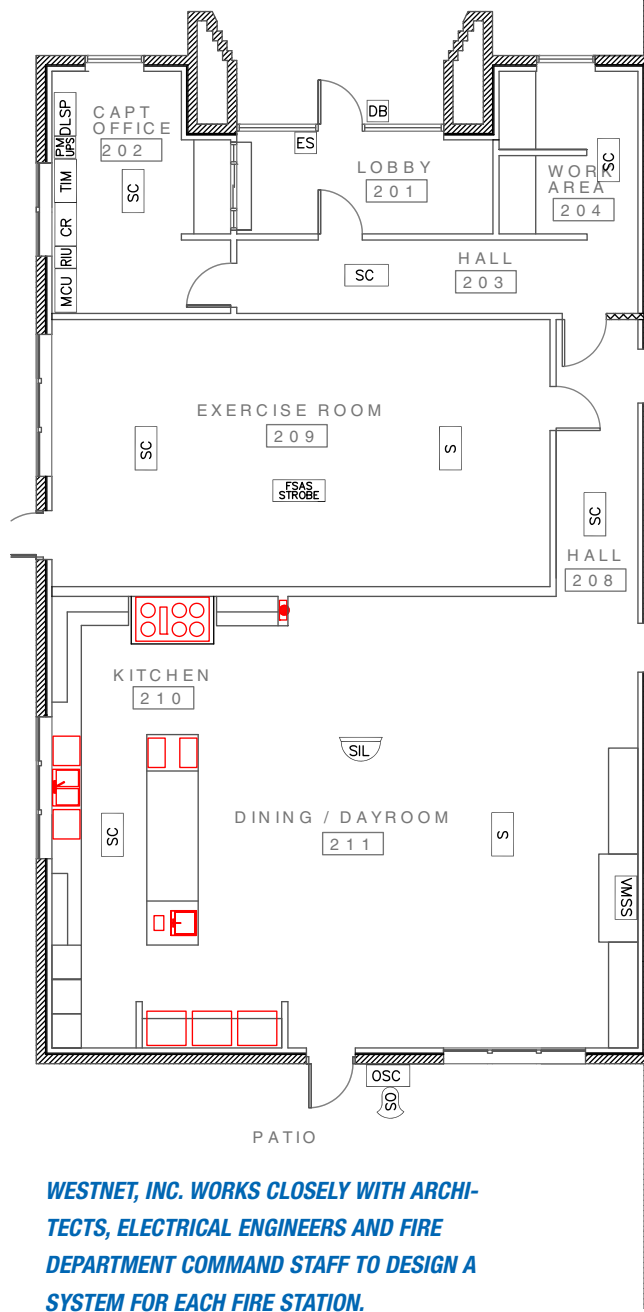 DLSP
CAPT
OFFICE
202
PM
UPS
TIM
SC
CR
RIU
MCU
ES
DB
LOBBY
201
SC
WORK
AREA
204
HALL
203
SC
EXERCISE ROOM
209
SC
S
FSAS
STROBE
SC
HALL
208
KITCHEN
210
SIL
DINING / DAYROOM
211
SC
S
VMSS
OSC
OS
PATIO
WESTNET, INC. WORKS CLOSELY WITH ARCHI-
TECTS, ELECTRICAL ENGINEERS AND FIRE
DEPARTMENT COMMAND STAFF TO DESIGN A
SYSTEM FOR EACH FIRE STATION.